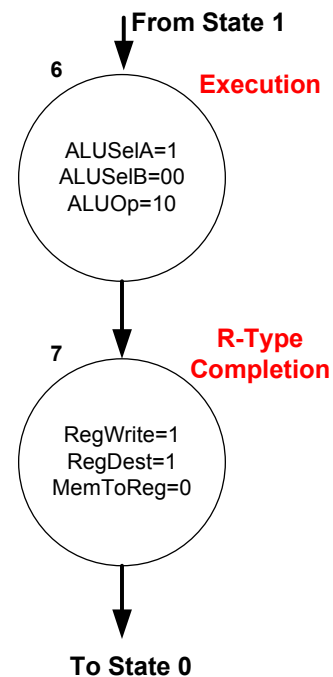 From State 1
6
Execution
ALUSelA=1
ALUSelB=00
ALUOp=10
7
R-Type
Completion
RegWrite=1
RegDest=1
MemToReg=0
To State 0